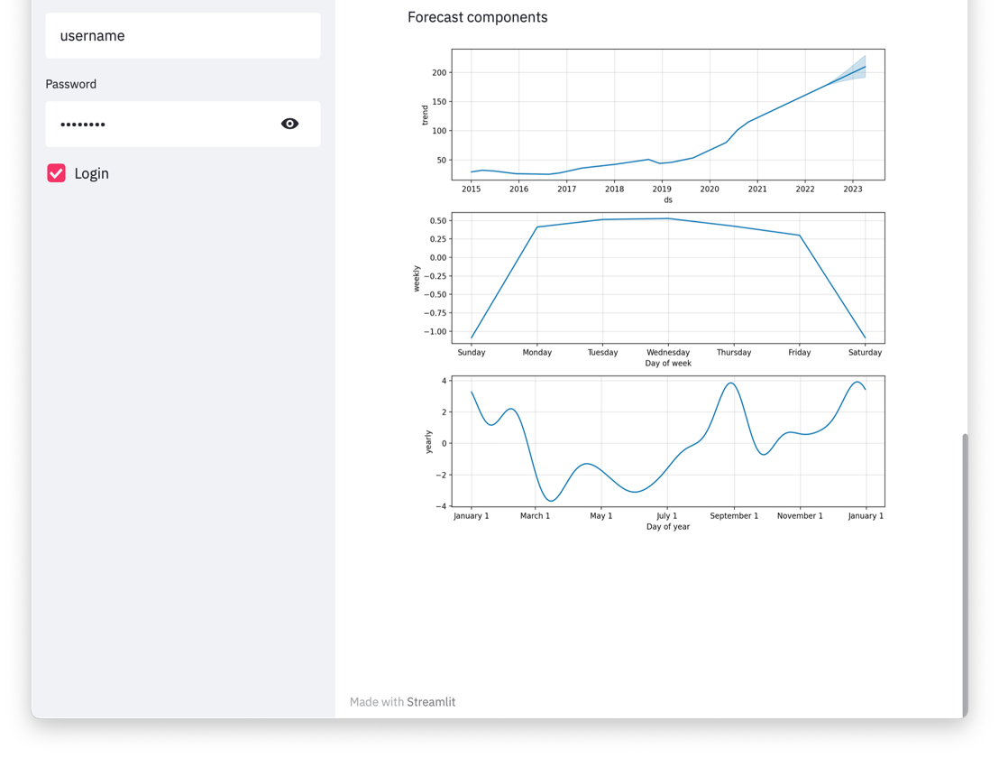 username
Password
••••••••
Login
Forecast components
200
150
100
50
trend
2015 2016 2017 2018 2019 2020 2021 2022 2023
ds
0.50
0.25
0.00
−0.25
−0.50
−0.75
−1.00
weekly
Sunday Monday Tuesday Wednesday Thursday Friday Saturday
Day of week
4
2
0
−2
−4
yearly
January 1 March 1 May 1 July 1 September 1 November 1 January 1
Day of year
Made with Streamlit